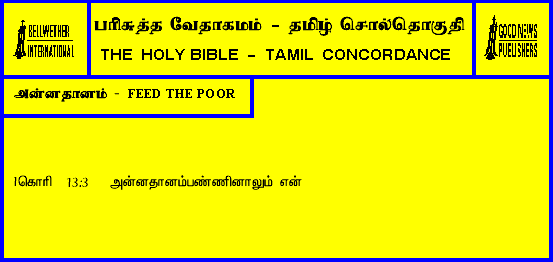 BELLWETHER
INTERNATIONAL
பரிசுத்த வேதாகமம் - தமிழ் சொல்தொகுதி
THE HOLY BIBLE - TAMIL CONCORDANCE
GOOD NEWS
PUBLISHERS
அன்னதானம் - FEED THE POOR
1கொரி 13:3 அன்னதானம்பண்ணினாலும் என்